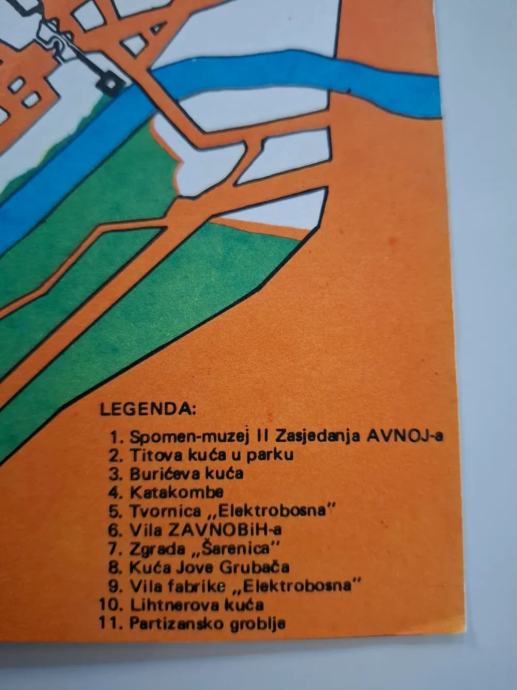 LEGENDA:
1. Spomen-muzej II Zasjedanja AVNOJ-a
2. Titova kuća u parku
3. Burićeva kuća
4. Katakombe
5. Tvornica „Elektrobosna"
6. Vila ZAVNOBiH-a
7. Zgrada „Šarenica"
8. Kuća Jove Grubača
9. Vila fabrike „Elektrobosna"
10. Lihtnerova kuća
11. Partizansko groblje